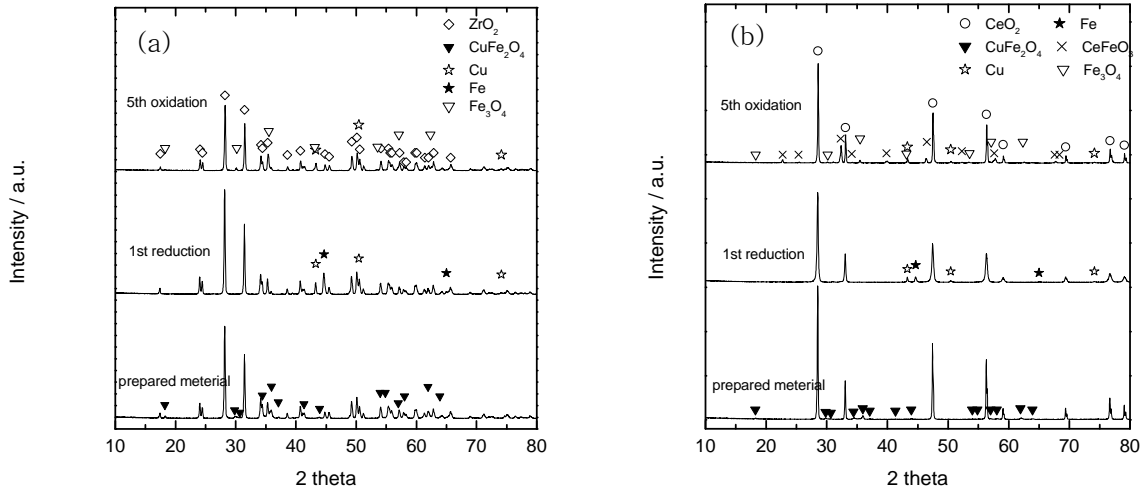 (a)
ZrO2
CuFe2O4
Cu
Fe
Fe3O4
5th oxidation
1st reduction
prepared meterial
Intensity / a.u.
10 20 30 40 50 60 70 80
2 theta
(b)
CeO2
Fe
CuFe2O4
CeFeO3
Cu
Fe3O4
5th oxidation
1st reduction
prepared meterial
Intensity / a.u.
10 20 30 40 50 60 70 80
2 theta